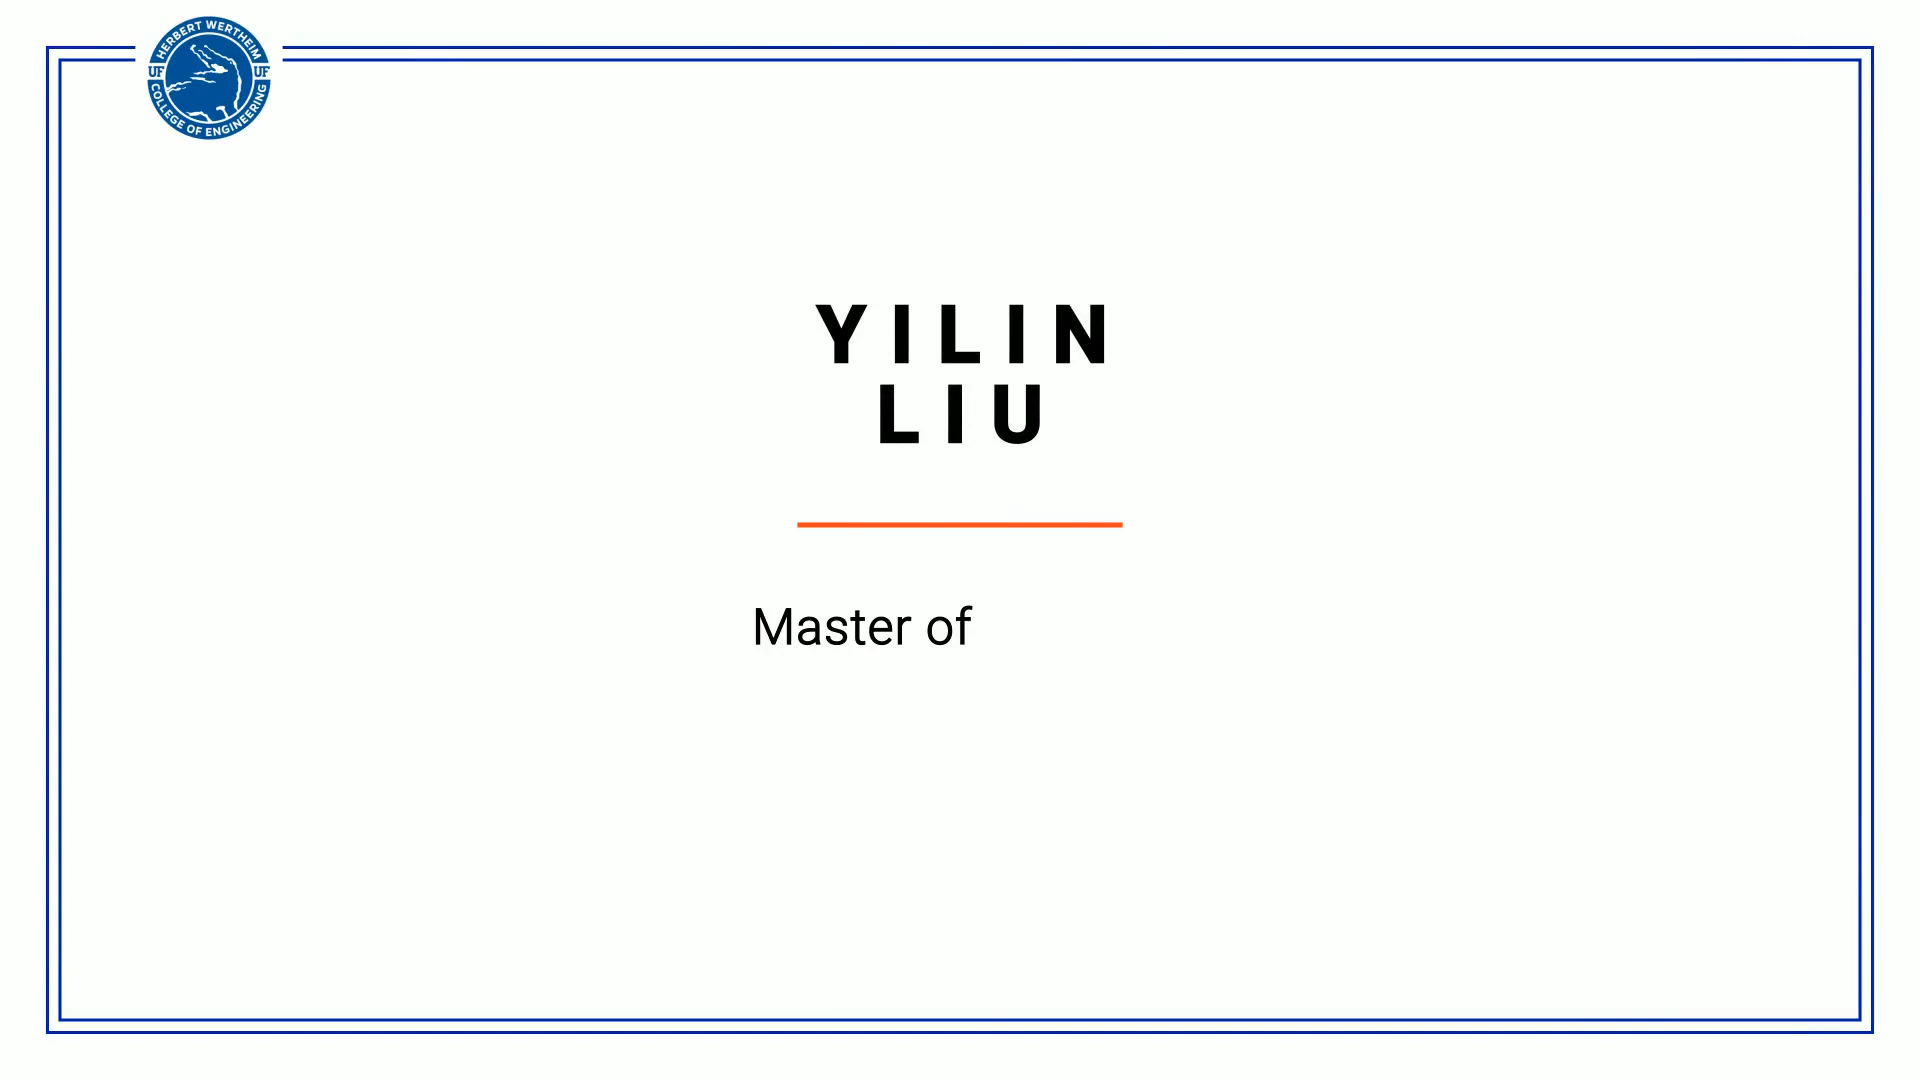 HERBERT WERTHEIM
UF UF
COLLEGE OF ENGINEERING
YILIN
LIU
Master of